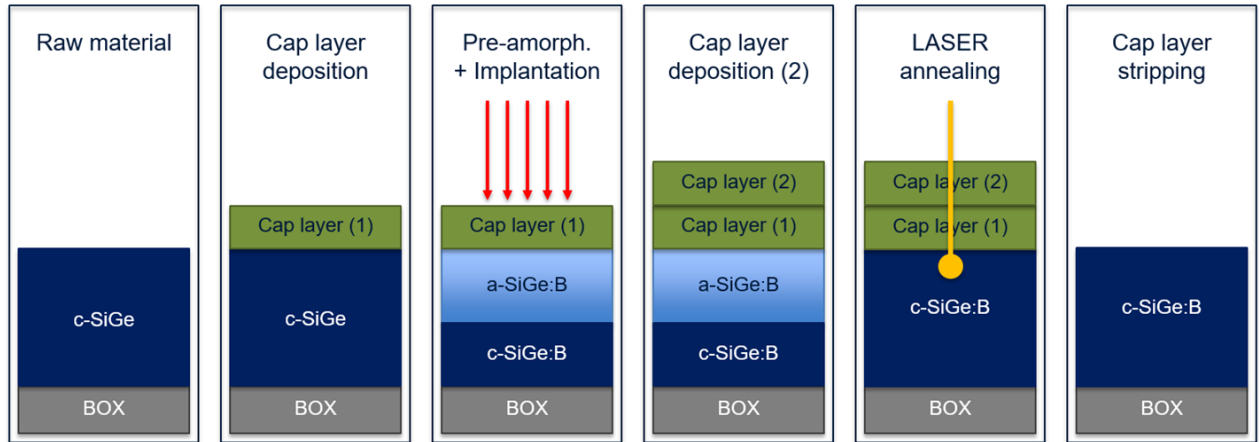 Raw material
c-SiGe
BOX
Cap layer
deposition
Cap layer (1)
c-SiGe
BOX
Pre-amorph.
+ Implantation
Cap layer (1)
a-SiGe:B
c-SiGe:B
BOX
Cap layer
deposition (2)
Cap layer (2)
Cap layer (1)
a-SiGe:B
c-SiGe:B
BOX
LASER
annealing
Cap layer (2)
Cap layer (1)
c-SiGe:B
BOX
Cap layer
stripping
c-SiGe:B
BOX